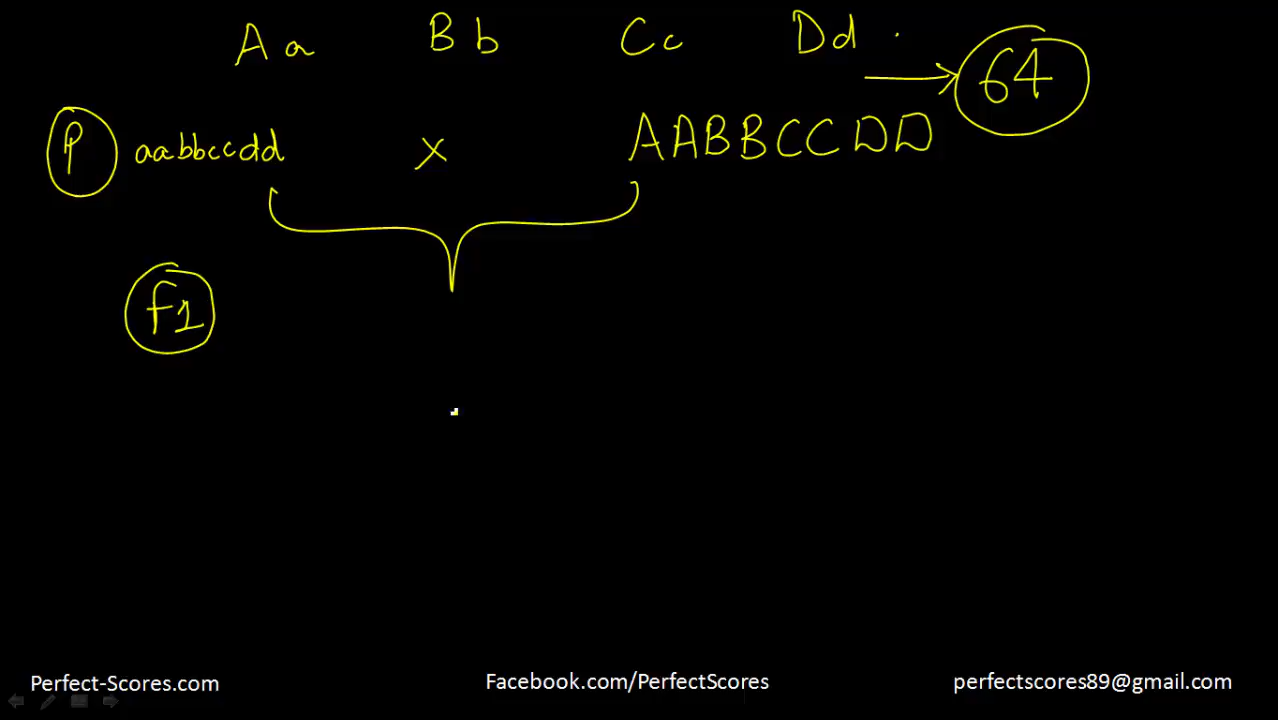 Aa Bb Cc Dd
64
P aabbccdd x AABBCCDD
f1
Perfect-Scores.com Facebook.com/PerfectScores perfectscores89@gmail.com